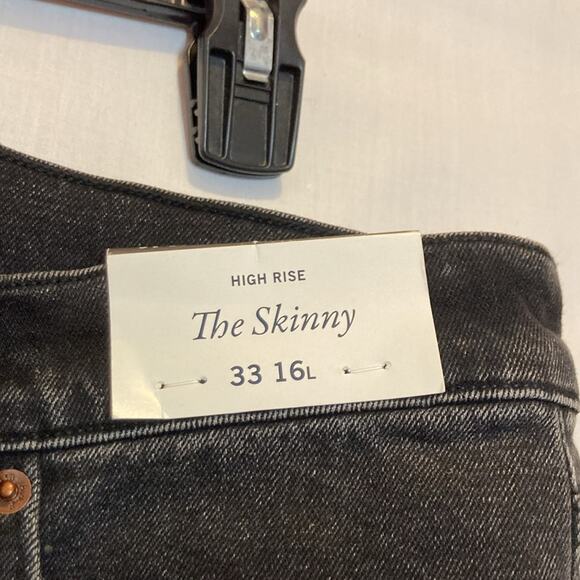 HIGH RISE
The Skinny
33 16L